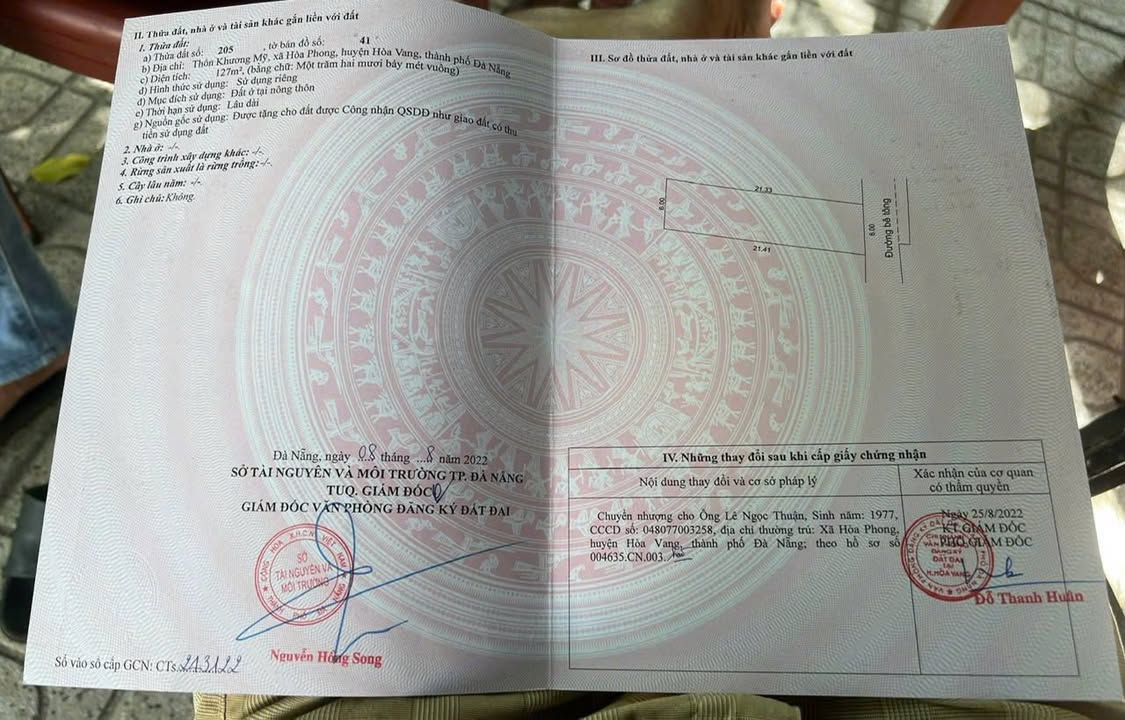 II. Thửa đất, nhà ở và tài sản khác gắn liền với đất
1. Thửa đất:
a) Thửa đất số: 205 , tờ bản đồ số: 41
b) Địa chỉ: Thôn Khương Mỹ, xã Hòa Phong, huyện Hòa Vang, thành phố Đà Nẵng
c) Diện tích: 127m², (bằng chữ: Một trăm hai mươi bảy mét vuông)
d) Hình thức sử dụng: Sử dụng riêng
đ) Mục đích sử dụng: Đất ở tại nông thôn
e) Thời hạn sử dụng: Lâu dài
g) Nguồn gốc sử dụng: Được tặng cho đất được Công nhận QSDĐ như giao đất có thu
tiền sử dụng đất
2. Nhà ở: -/-
3. Công trình xây dựng khác: -/-
4. Rừng sản xuất là rừng trồng: -/-
5. Cây lâu năm: -/-
6. Ghi chú: Không.
Đà Nẵng, ngày 08 tháng 8 năm 2022
SỞ TÀI NGUYÊN VÀ MÔI TRƯỜNG TP. ĐÀ NẴNG
TUQ. GIÁM ĐỐC
GIÁM ĐỐC VĂN PHÒNG ĐĂNG KÝ ĐẤT ĐAI
SỞ
TÀI NGUYÊN VÀ
MÔI TRƯỜNG
Nguyễn Hồng Song
Số vào sổ cấp GCN: CTs.213122
III. Sơ đồ thửa đất, nhà ở và tài sản khác gắn liền với đất
21.33
6.00
6.00
21.41
Đường bê tông
IV. Những thay đổi sau khi cấp giấy chứng nhận
Nội dung thay đổi và cơ sở pháp lý
Xác nhận của cơ quan
có thẩm quyền
Chuyển nhượng cho Ông Lê Ngọc Thuận, Sinh năm: 1977,
CCCD số: 048077003258, địa chỉ thường trú: Xã Hòa Phong,
huyện Hòa Vang, thành phố Đà Nẵng; theo hồ sơ số
004635.CN.003.
Ngày 25/8/2022
KT.GIÁM ĐỐC
PHÓ GIÁM ĐỐC
ĐĂNG KÝ
ĐẤT ĐAI
TẠI
H.HÒA VANG
Đỗ Thanh Huân